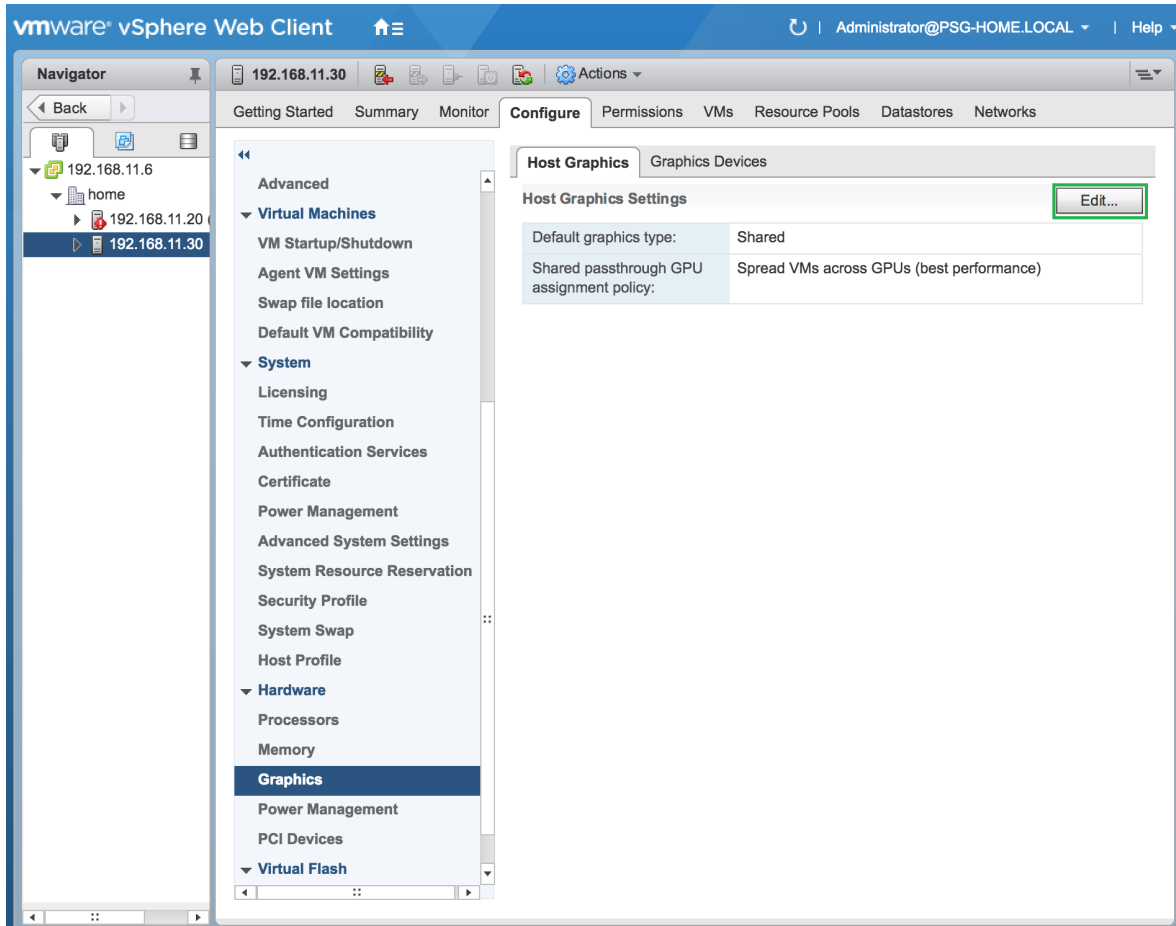 vmware® vSphere Web Client
Administrator@PSG-HOME.LOCAL
Help
Navigator
Back
192.168.11.6
home
192.168.11.20 (
192.168.11.30
192.168.11.30
Actions
Getting Started Summary Monitor Configure Permissions VMs Resource Pools Datastores Networks
Advanced
Virtual Machines
VM Startup/Shutdown
Agent VM Settings
Swap file location
Default VM Compatibility
System
Licensing
Time Configuration
Authentication Services
Certificate
Power Management
Advanced System Settings
System Resource Reservation
Security Profile
System Swap
Host Profile
Hardware
Processors
Memory
Graphics
Power Management
PCI Devices
Virtual Flash
Host Graphics Graphics Devices
Host Graphics Settings
Edit...
Default graphics type: Shared
Shared passthrough GPU Spread VMs across GPUs (best performance)
assignment policy: